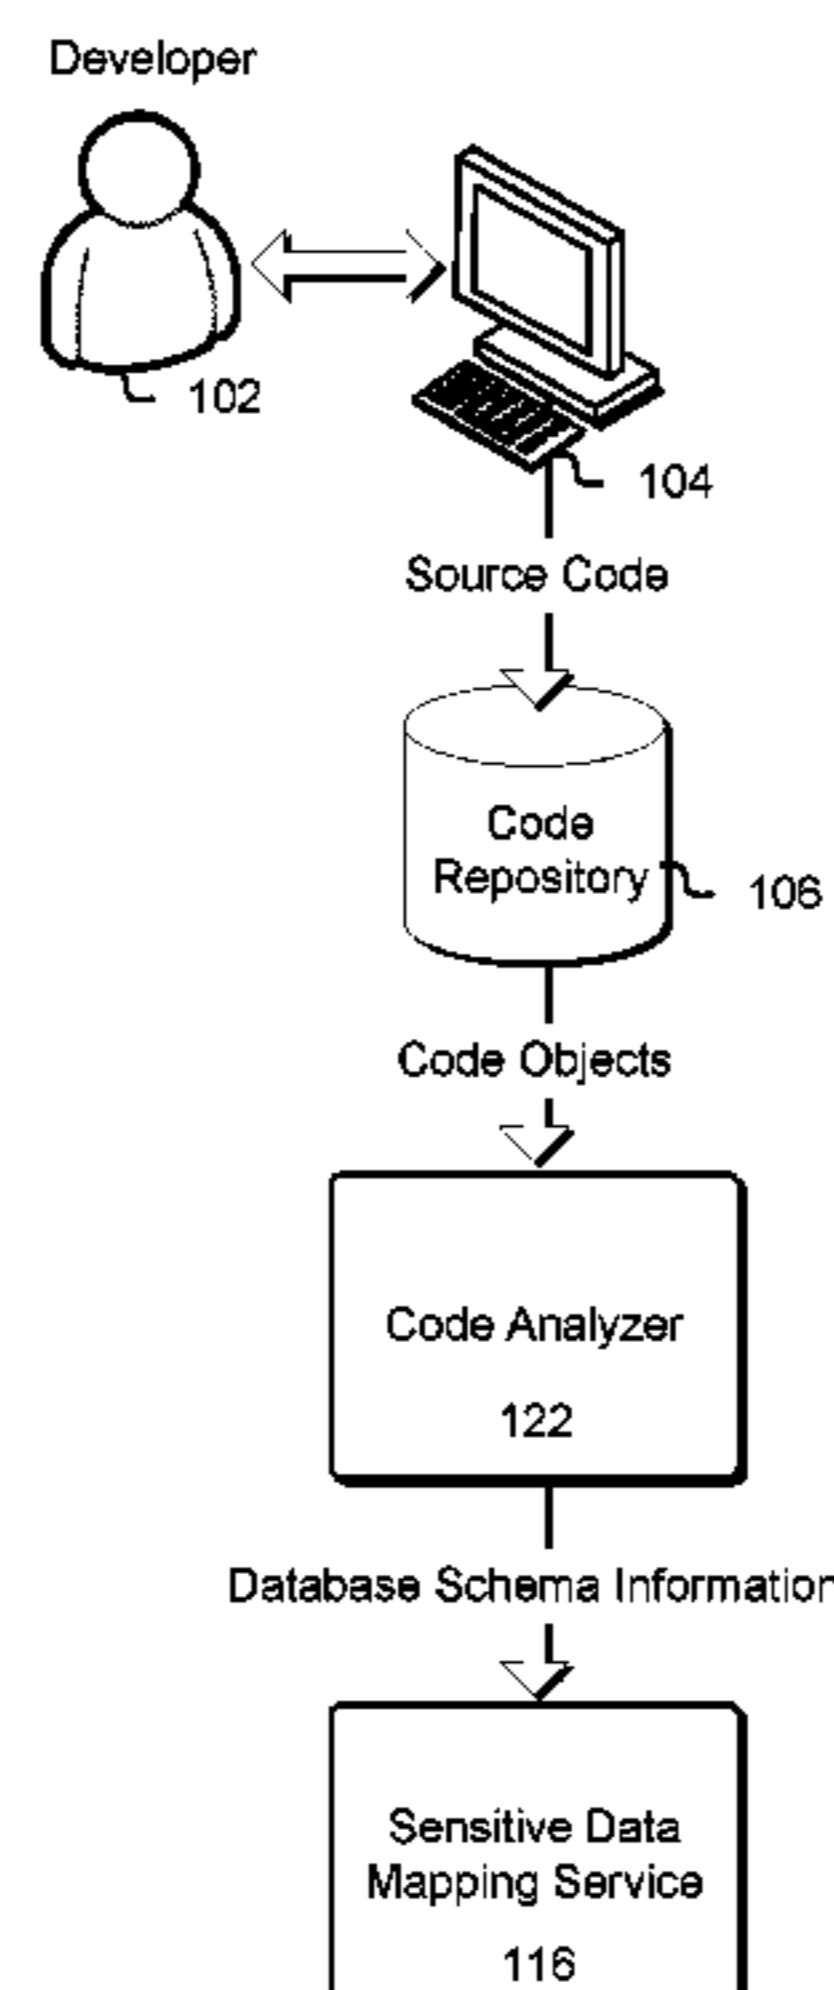 Developer
102
104
Source Code
Code
Repository
106
Code Objects
Code Analyzer
122
Database Schema Information
Sensitive Data
Mapping Service
116